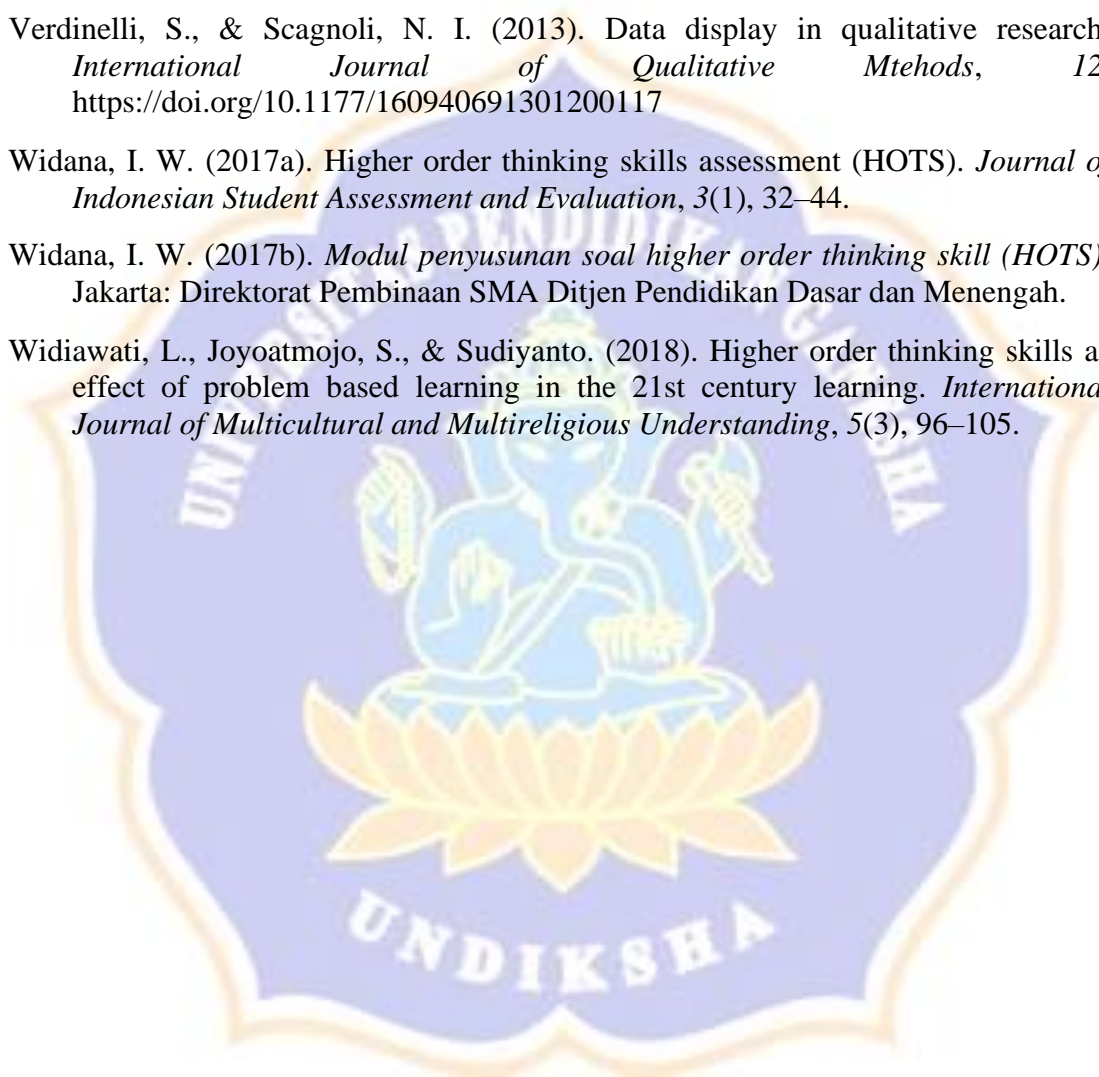 Verdinelli, S., & Scagnoli, N. I. (2013). Data display in qualitative research
International Journal of Qualitative Mtehods, 12
https://doi.org/10.1177/160940691301200117
Widana, I. W. (2017a). Higher order thinking skills assessment (HOTS). Journal of
Indonesian Student Assessment and Evaluation, 3(1), 32–44.
Widana, I. W. (2017b). Modul penyusunan soal higher order thinking skill (HOTS)
Jakarta: Direktorat Pembinaan SMA Ditjen Pendidikan Dasar dan Menengah.
Widiawati, L., Joyoatmojo, S., & Sudiyanto. (2018). Higher order thinking skills a
effect of problem based learning in the 21st century learning. Internationa
Journal of Multicultural and Multireligious Understanding, 5(3), 96–105.
UNIVERSITAS PENDIDIKAN GANESHA
UNDIKSHA